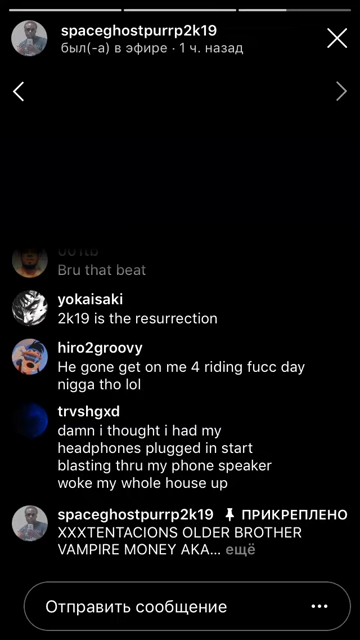 spaceghostpurrp2k19
был(-а) в эфире · 1 ч. назад
Bru that beat
yokaisaki
2k19 is the resurrection
hiro2groovy
He gone get on me 4 riding fucc day
nigga tho lol
trvshgxd
damn i thought i had my
headphones plugged in start
blasting thru my phone speaker
woke my whole house up
spaceghostpurrp2k19 ПРИКРЕПЛЕНО
XXXTENTACIONS OLDER BROTHER
VAMPIRE MONEY AKA... ещё
Отправить сообщение